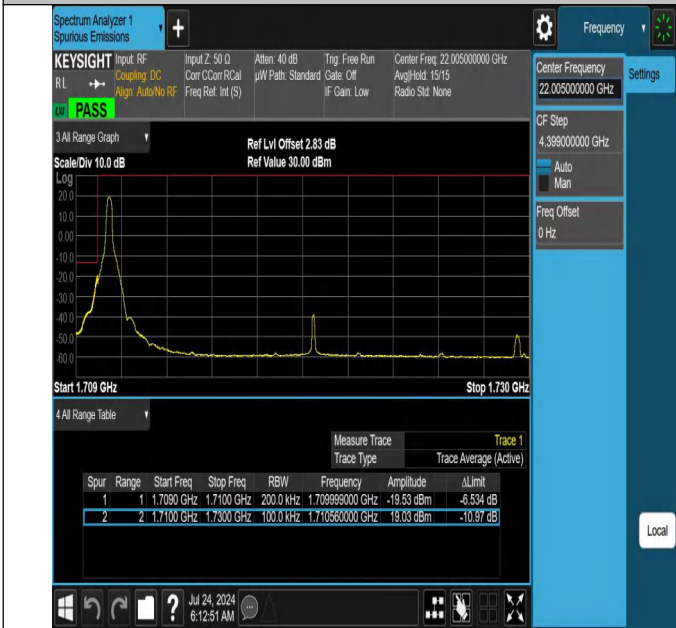 Spectrum Analyzer 1
Spurious Emissions
+
Frequency
KEYSIGHT Input: RF Input Z: 50 Ω Atten: 40 dB Trig: Free Run Center Freq: 22.005000000 GHz
RL Coupling: DC Corr CCorr RCal µW Path: Standard Gate: Off Avg|Hold: 15/15
Align: Auto/No RF Freq Ref: Int (S) IF Gain: Low Radio Std: None
PASS
Center Frequency
22.005000000 GHz
Settings
CF Step
4.399000000 GHz
Auto
Man
Freq Offset
0 Hz
3 All Range Graph
Ref Lvl Offset 2.83 dB
Scale/Div 10.0 dB Ref Value 30.00 dBm
Log
20.0
10.0
0.00
-10.0
-20.0
-30.0
-40.0
-50.0
-60.0
Start 1.709 GHz Stop 1.730 GHz
4 All Range Table
Measure Trace Trace 1
Trace Type Trace Average (Active)
Spur Range Start Freq Stop Freq RBW Frequency Amplitude ΔLimit
1 1 1.7090 GHz 1.7100 GHz 200.0 kHz 1.709999000 GHz -19.53 dBm -6.534 dB
2 2 1.7100 GHz 1.7300 GHz 100.0 kHz 1.710560000 GHz 19.03 dBm -10.97 dB
Local
?
Jul 24, 2024
6:12:51 AM